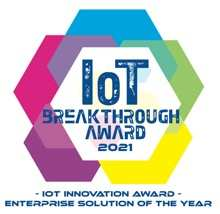 IoT
BREAKTHROUGH
AWARD
2021
- IOT INNOVATION AWARD -
ENTERPRISE SOLUTION OF THE YEAR